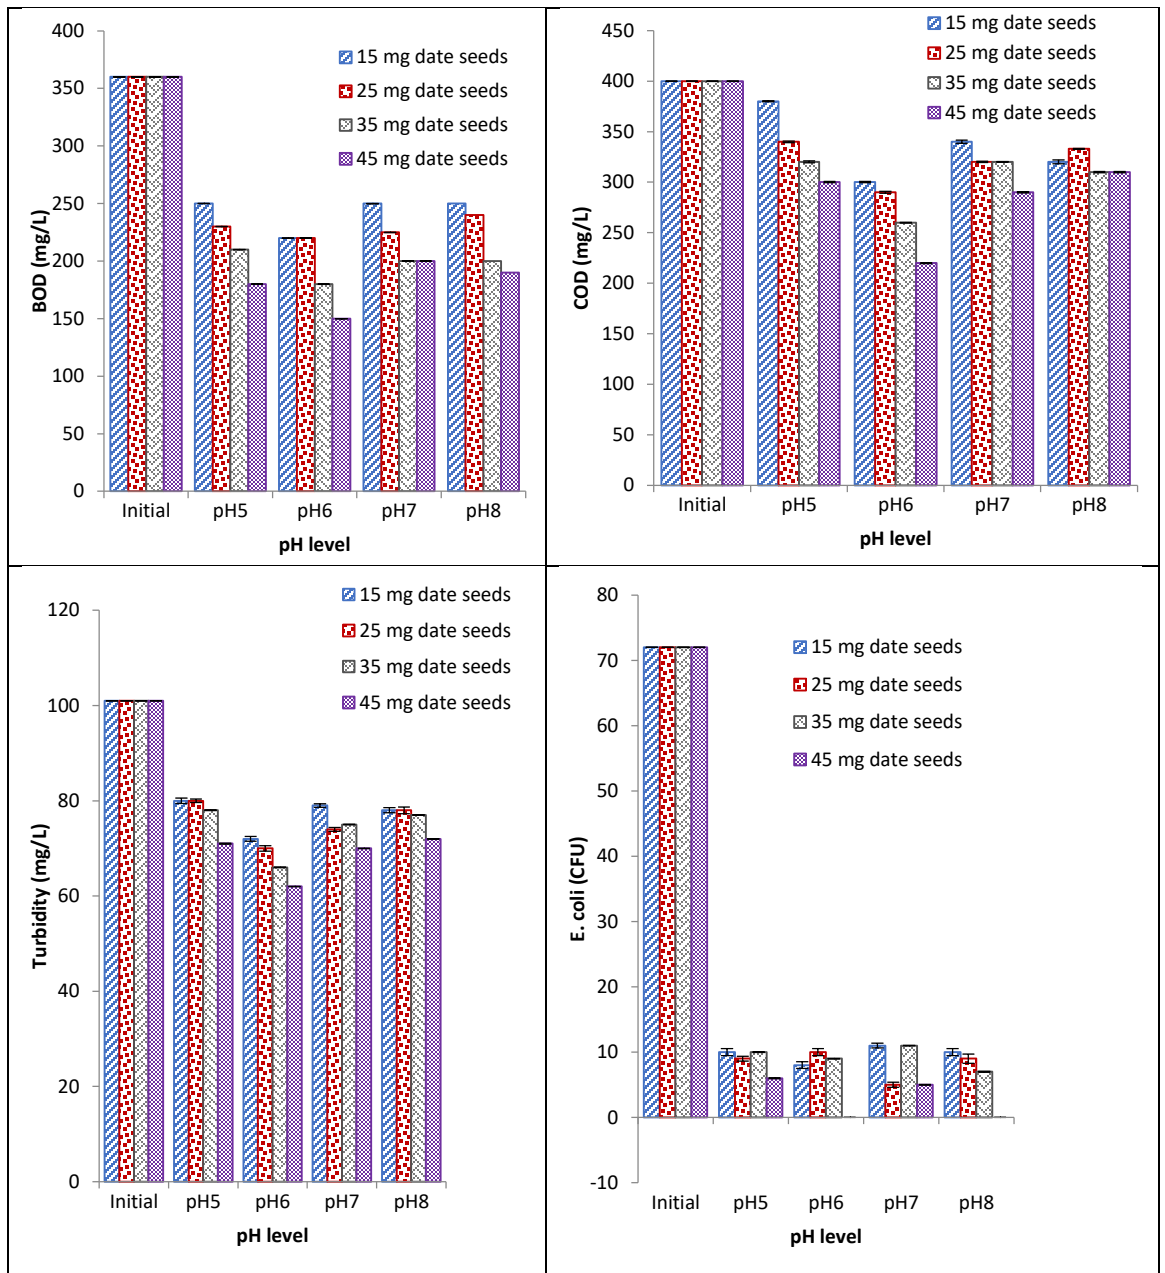 400
350
300
250
200
150
100
50
0
BOD (mg/L)
15 mg date seeds
25 mg date seeds
35 mg date seeds
45 mg date seeds
Initial pH5 pH6 pH7 pH8
pH level
450
400
350
300
250
200
150
100
50
0
COD (mg/L)
15 mg date seeds
25 mg date seeds
35 mg date seeds
45 mg date seeds
Initial pH5 pH6 pH7 pH8
pH level
120
100
80
60
40
20
0
Turbidity (mg/L)
15 mg date seeds
25 mg date seeds
35 mg date seeds
45 mg date seeds
Initial pH5 pH6 pH7 pH8
pH level
80
70
60
50
40
30
20
10
0
-10
E. coli (CFU)
15 mg date seeds
25 mg date seeds
35 mg date seeds
45 mg date seeds
Initial pH5 pH6 pH7 pH8
pH level